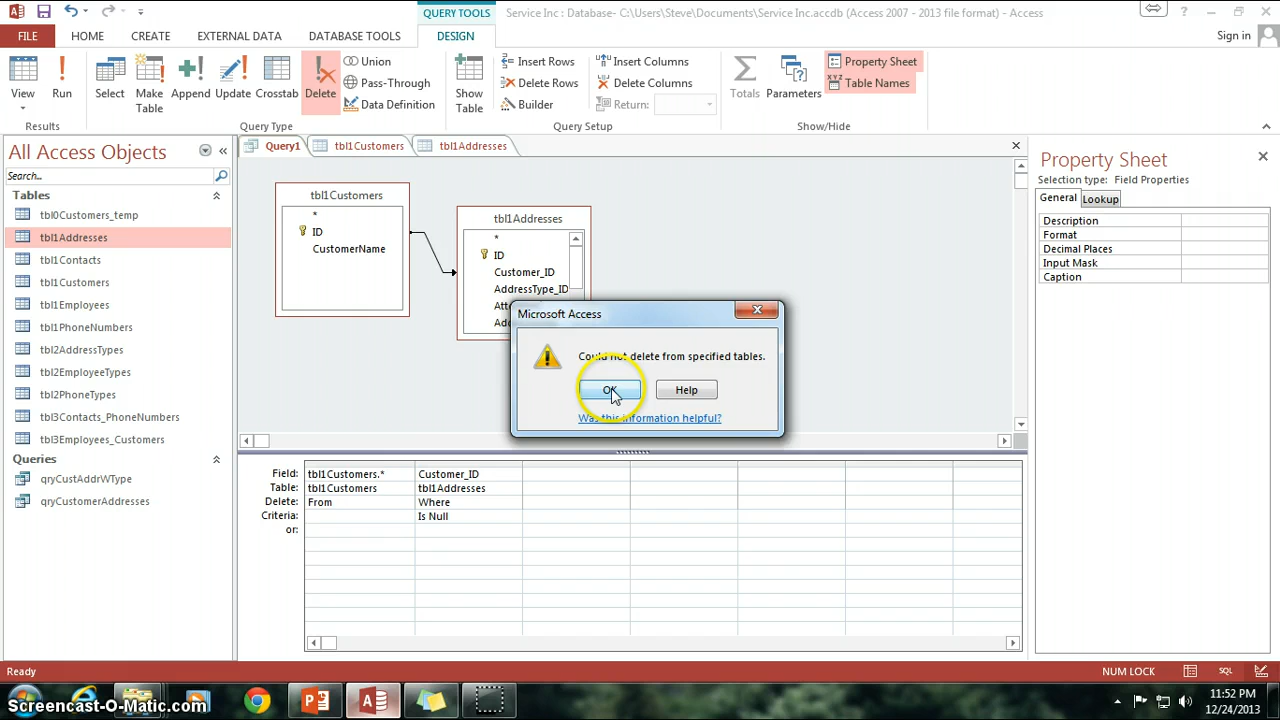 QUERY TOOLS
Service Inc : Database- C:\Users\Steve\Documents\Service Inc.accdb (Access 2007 - 2013 file format) - Access
FILE HOME CREATE EXTERNAL DATA DATABASE TOOLS DESIGN Sign in
View Run Select Make Table Append Update Crosstab Delete
Union
Pass-Through
Data Definition
Show Table
Insert Rows
Delete Rows
Builder
Insert Columns
Delete Columns
Return:
Totals Parameters
Property Sheet
Table Names
Results Query Type Query Setup Show/Hide
All Access Objects
Search...
Tables
tbl0Customers_temp
tbl1Addresses
tbl1Contacts
tbl1Customers
tbl1Employees
tbl1PhoneNumbers
tbl2AddressTypes
tbl2EmployeeTypes
tbl2PhoneTypes
tbl3Contacts_PhoneNumbers
tbl3Employees_Customers
Queries
qryCustAddrWType
qryCustomerAddresses
Query1 tbl1Customers tbl1Addresses
tbl1Customers
*
ID
CustomerName
tbl1Addresses
*
ID
Customer_ID
AddressType_ID
Microsoft Access
Could not delete from specified tables.
OK Help
Was this information helpful?
Field: tbl1Customers.* Customer_ID
Table: tbl1Customers tbl1Addresses
Delete: From Where
Criteria: Is Null
or:
Property Sheet
Selection type: Field Properties
General Lookup
Description
Format
Decimal Places
Input Mask
Caption
Ready NUM LOCK SQL
Screencast-O-Matic.com
11:52 PM
12/24/2013